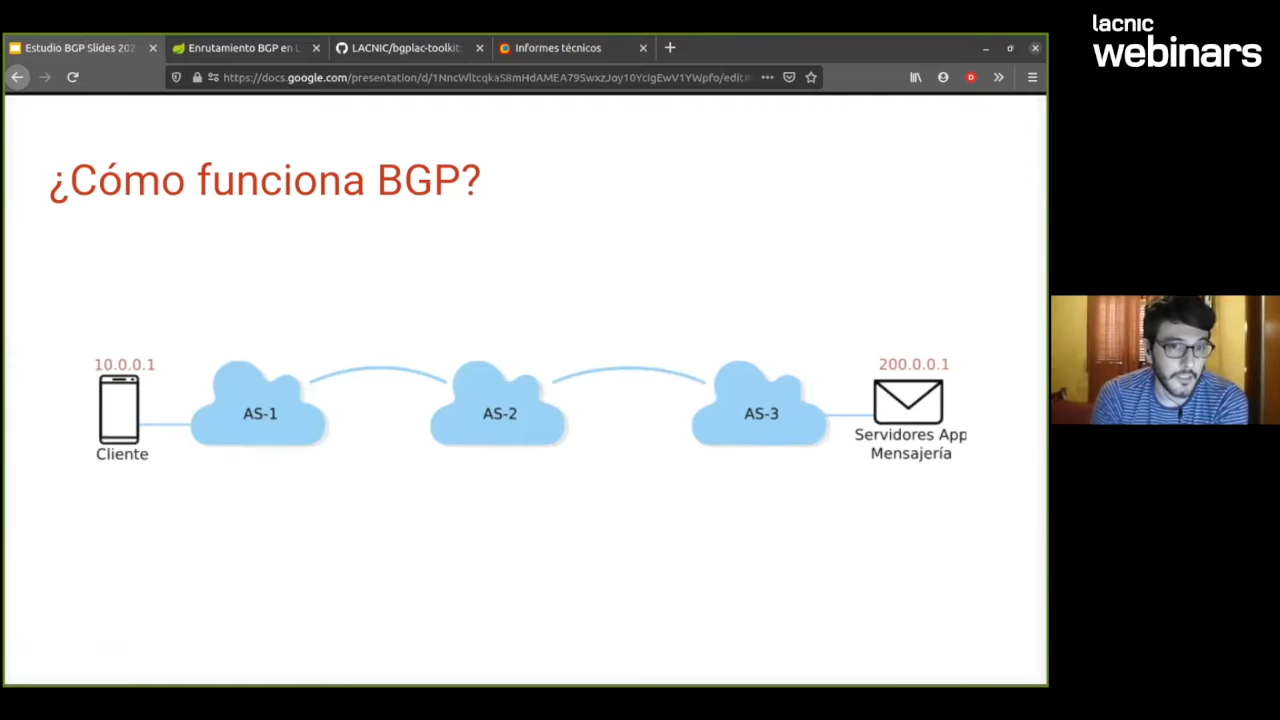 lacnic
webinars
Estudio BGP Slides 202
Enrutamiento BGP en L
LACNIC/bgplac-toolkit
Informes técnicos
¿Cómo funciona BGP?
10.0.0.1
200.0.0.1
AS-1
AS-2
AS-3
Cliente
Servidores App
Mensajería